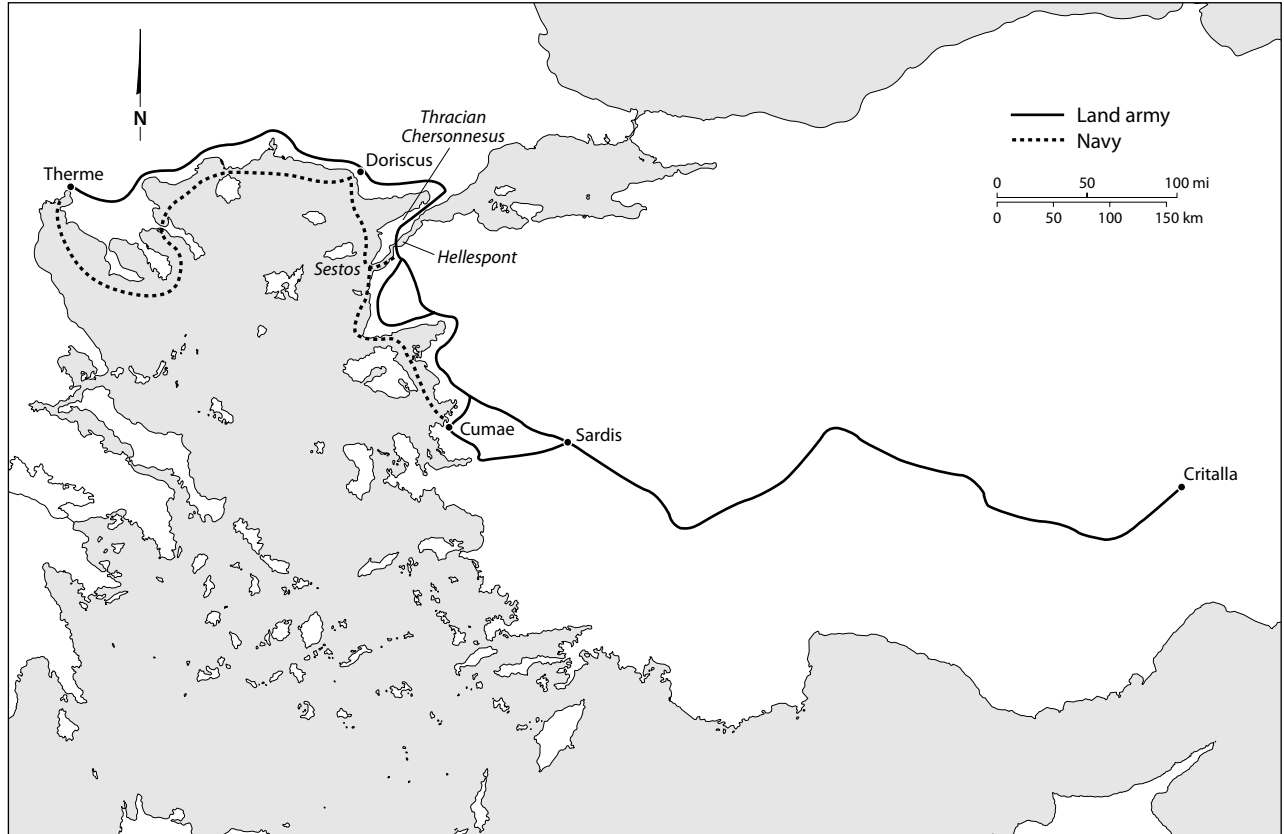 N
Thracian
Chersonnesus
Land army
Navy
Therme
Doriscus
0 50 100 mi
0 50 100 150 km
Sestos
Hellespont
Cumae
Sardis
Critalla